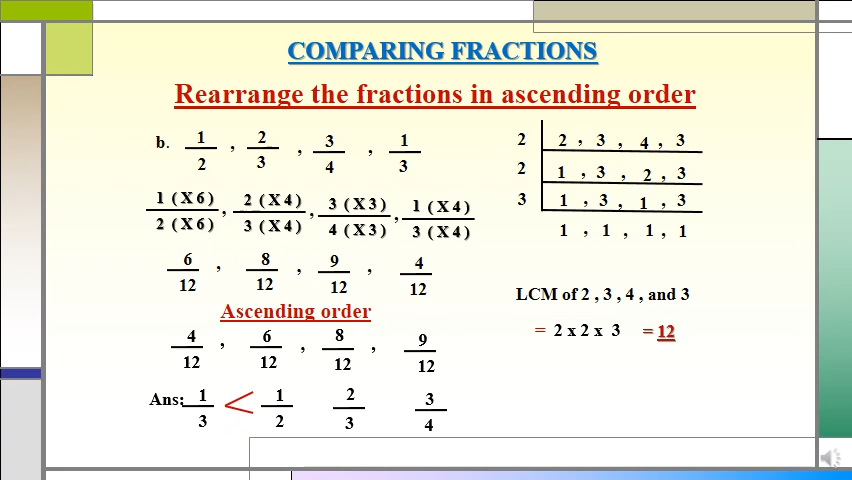 COMPARING FRACTIONS
Rearrange the fractions in ascending order
b. 1/2 , 2/3 , 3/4 , 1/3
1 ( X 6 )/2 ( X 6 ) , 2 ( X 4 )/3 ( X 4 ) , 3 ( X 3 )/4 ( X 3 ) , 1 ( X 4 )/3 ( X 4 )
6/12 , 8/12 , 9/12 , 4/12
Ascending order
4/12 , 6/12 , 8/12 , 9/12
Ans: 1/3 < 1/2 2/3 3/4
2 | 2 , 3 , 4 , 3
2 | 1 , 3 , 2 , 3
3 | 1 , 3 , 1 , 3
1 , 1 , 1 , 1
LCM of 2 , 3 , 4 , and 3
= 2 x 2 x 3 = 12